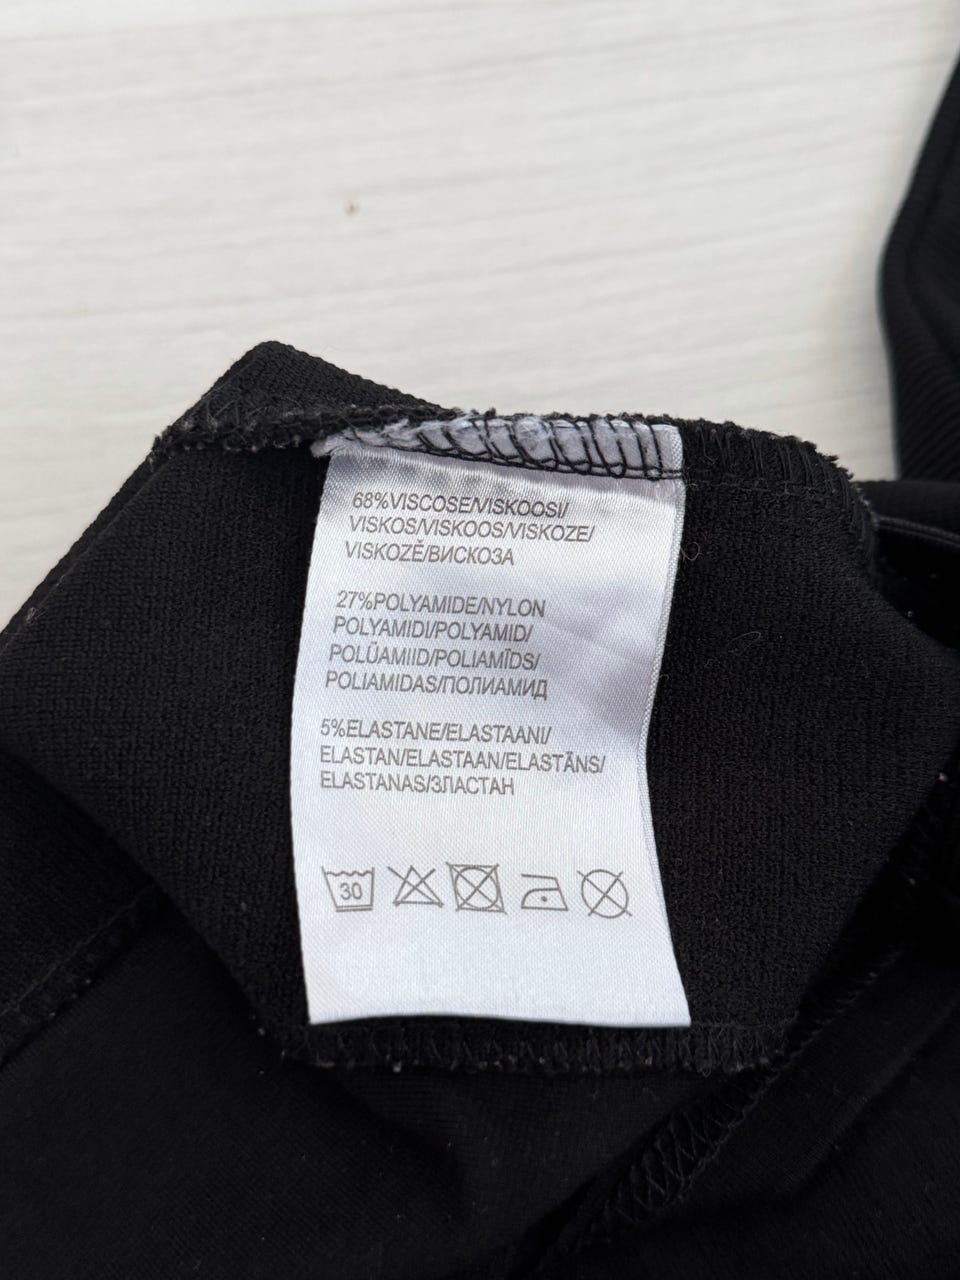 68%VISCOSE/VISKOOSI/
VISKOS/VISKOOS/VISKOZE/
VISKOZĖ/ВИСКОЗА
27%POLYAMIDE/NYLON
POLYAMIDI/POLYAMID/
POLÜAMIID/POLIAMĪDS/
POLIAMIDAS/ПОЛИАМИД
5%ELASTANE/ELASTAANI/
ELASTAN/ELASTAAN/ELASTĀNS/
ELASTANAS/ЗЛАСТАН
30